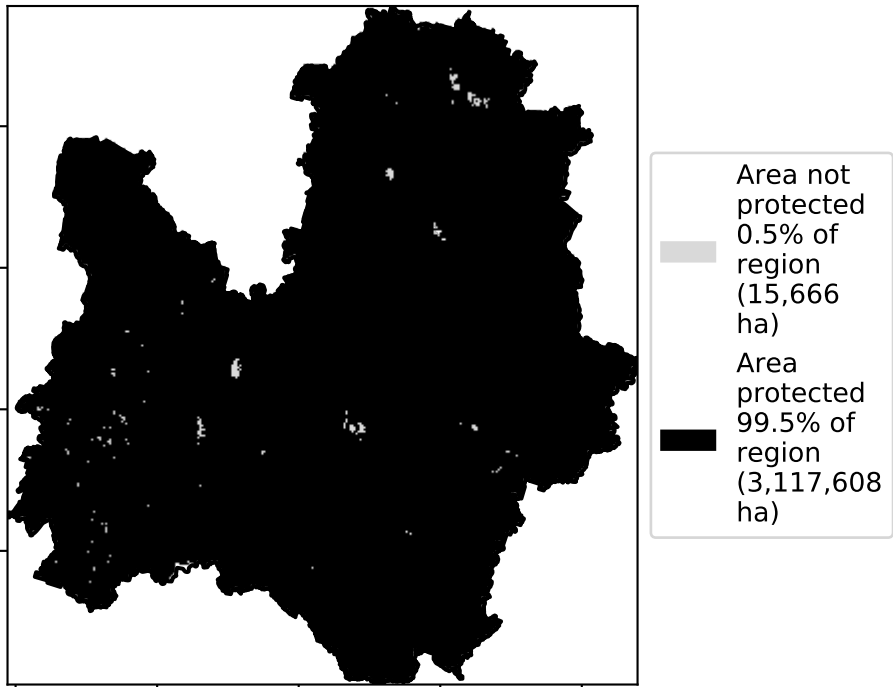 Area not
protected
0.5% of
region
(15,666
ha)
Area
protected
99.5% of
region
(3,117,608
ha)